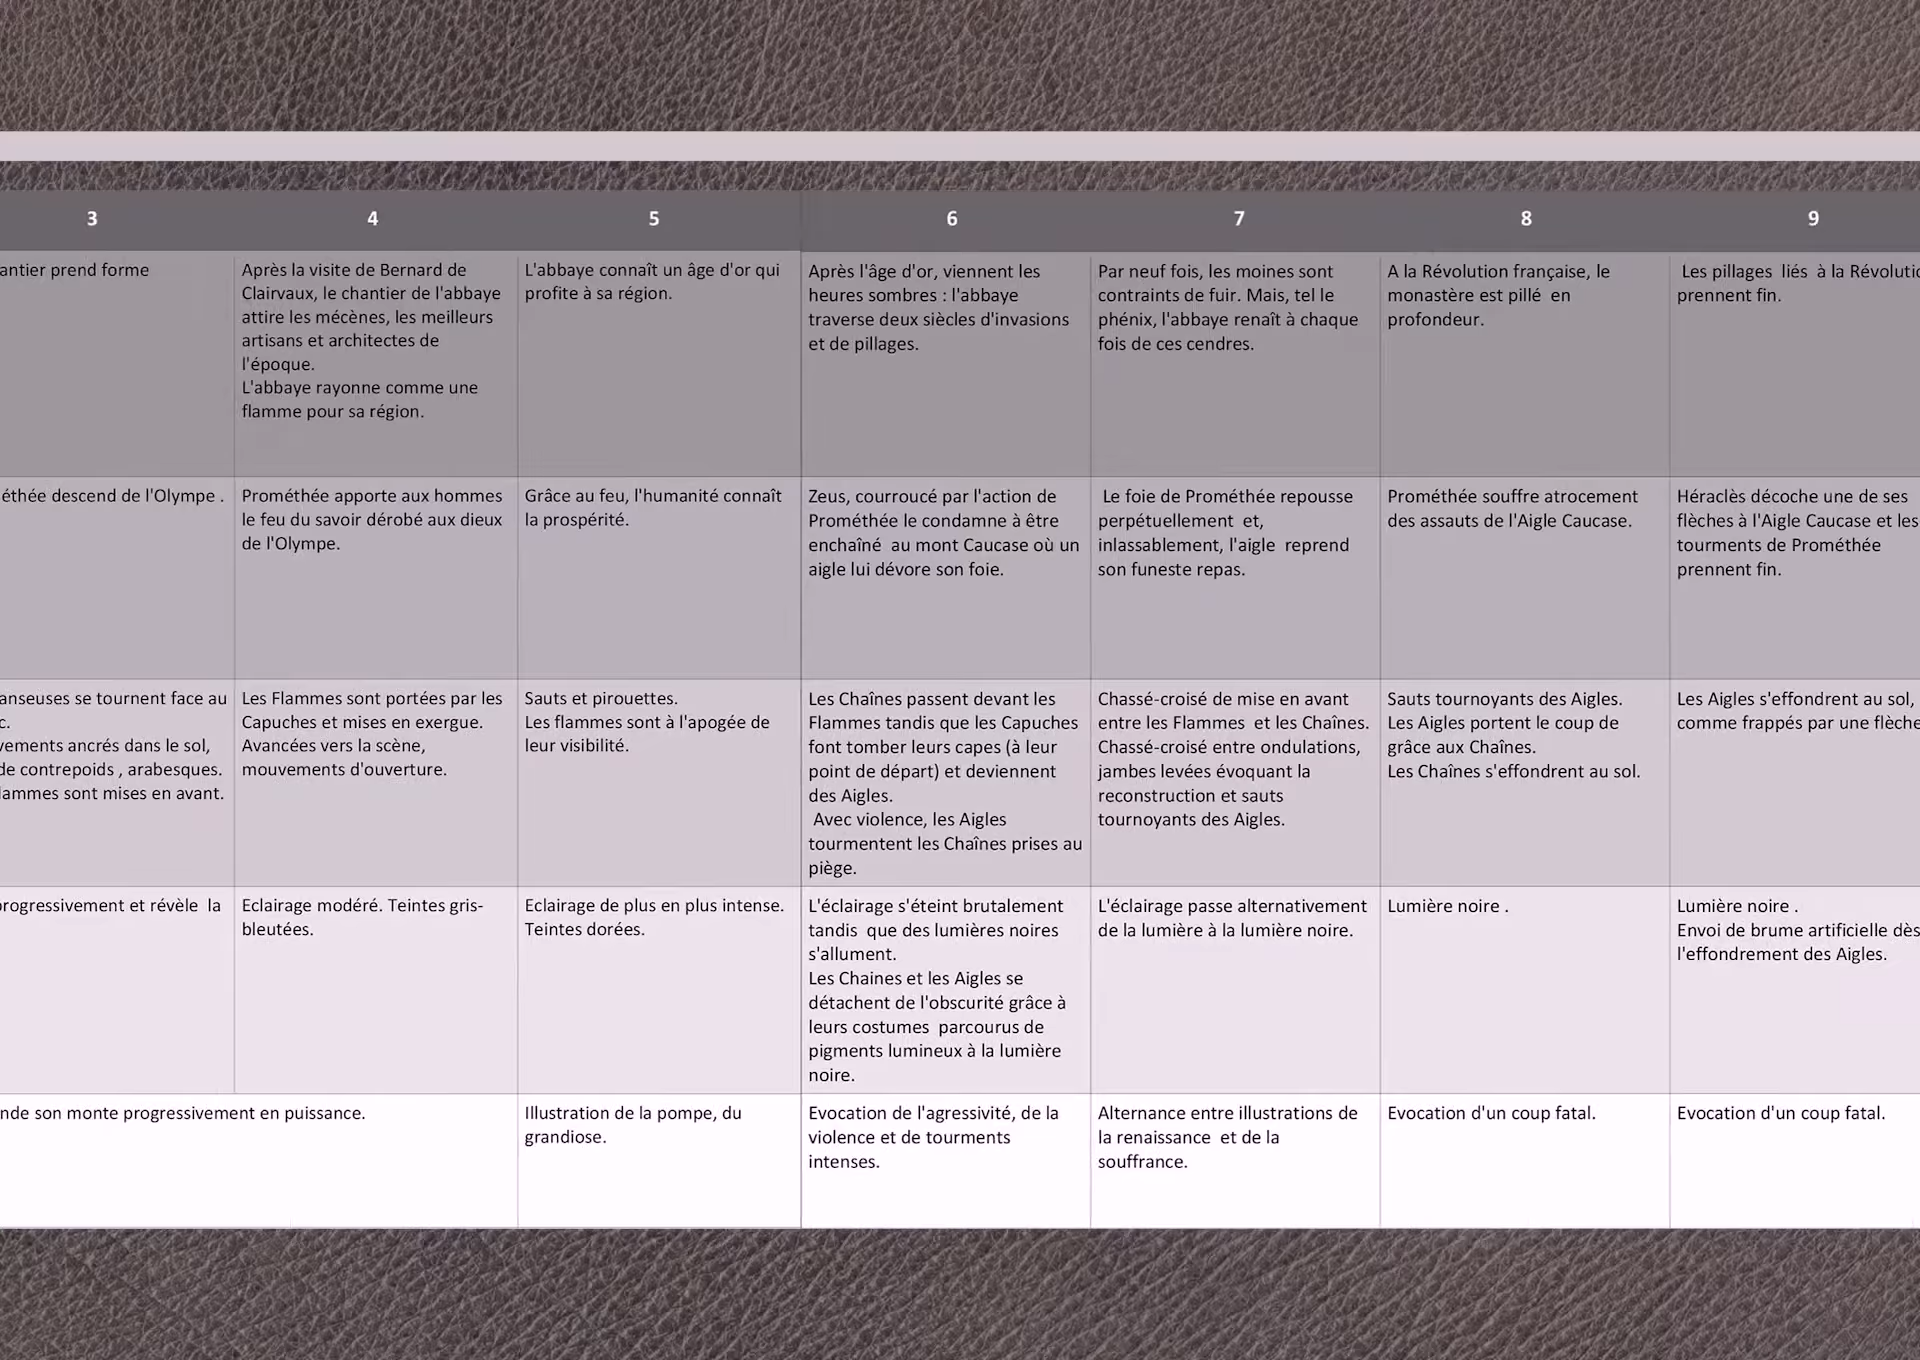 3
4
5
6
7
8
9
antier prend forme
Après la visite de Bernard de
Clairvaux, le chantier de l'abbaye
attire les mécènes, les meilleurs
artisans et architectes de
l'époque.
L'abbaye rayonne comme une
flamme pour sa région.
L'abbaye connaît un âge d'or qui
profite à sa région.
Après l'âge d'or, viennent les
heures sombres : l'abbaye
traverse deux siècles d'invasions
et de pillages.
Par neuf fois, les moines sont
contraints de fuir. Mais, tel le
phénix, l'abbaye renaît à chaque
fois de ces cendres.
A la Révolution française, le
monastère est pillé en
profondeur.
Les pillages liés à la Révolutio
prennent fin.
éthée descend de l'Olympe .
Prométhée apporte aux hommes
le feu du savoir dérobé aux dieux
de l'Olympe.
Grâce au feu, l'humanité connaît
la prospérité.
Zeus, courroucé par l'action de
Prométhée le condamne à être
enchaîné au mont Caucase où un
aigle lui dévore son foie.
Le foie de Prométhée repousse
perpétuellement et,
inlassablement, l'aigle reprend
son funeste repas.
Prométhée souffre atrocement
des assauts de l'Aigle Caucase.
Héraclès décoche une de ses
flèches à l'Aigle Caucase et les
tourments de Prométhée
prennent fin.
anseuses se tournent face au
c.
vements ancrés dans le sol,
de contrepoids , arabesques.
lammes sont mises en avant.
Les Flammes sont portées par les
Capuches et mises en exergue.
Avancées vers la scène,
mouvements d'ouverture.
Sauts et pirouettes.
Les flammes sont à l'apogée de
leur visibilité.
Les Chaînes passent devant les
Flammes tandis que les Capuches
font tomber leurs capes (à leur
point de départ) et deviennent
des Aigles.
Avec violence, les Aigles
tourmentent les Chaînes prises au
piège.
Chassé-croisé de mise en avant
entre les Flammes et les Chaînes.
Chassé-croisé entre ondulations,
jambes levées évoquant la
reconstruction et sauts
tournoyants des Aigles.
Sauts tournoyants des Aigles.
Les Aigles portent le coup de
grâce aux Chaînes.
Les Chaînes s'effondrent au sol.
Les Aigles s'effondrent au sol,
comme frappés par une flèche
progressivement et révèle la
Eclairage modéré. Teintes gris-
bleutées.
Eclairage de plus en plus intense.
Teintes dorées.
L'éclairage s'éteint brutalement
tandis que des lumières noires
s'allument.
Les Chaines et les Aigles se
détachent de l'obscurité grâce à
leurs costumes parcourus de
pigments lumineux à la lumière
noire.
L'éclairage passe alternativement
de la lumière à la lumière noire.
Lumière noire .
Lumière noire .
Envoi de brume artificielle dès
l'effondrement des Aigles.
nde son monte progressivement en puissance.
Illustration de la pompe, du
grandiose.
Evocation de l'agressivité, de la
violence et de tourments
intenses.
Alternance entre illustrations de
la renaissance et de la
souffrance.
Evocation d'un coup fatal.
Evocation d'un coup fatal.